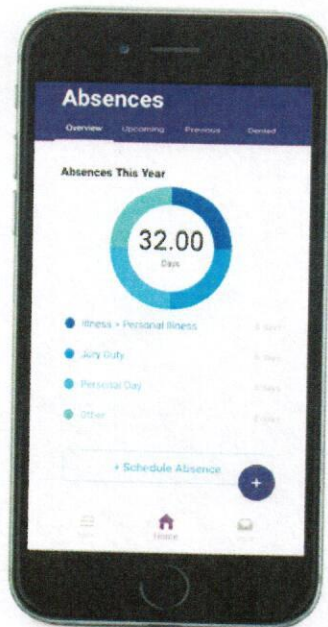 Absences
Overview Upcoming Previous Denied
Absences This Year
32.00
Days
Illness • Personal Illness
Jury Duty
Personal Day
Other
+ Schedule Absence
+
Home